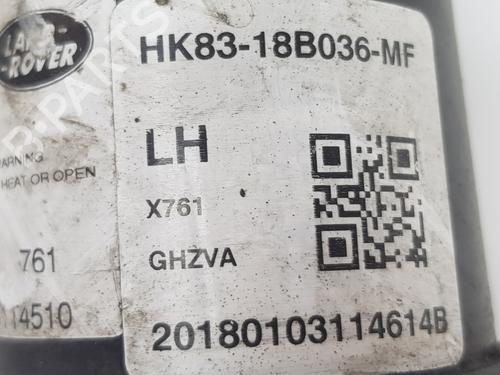 LAND
ROVER
HK83-18B036-MF
LH
X761
GHZVA
20180103114614B
HEAT OR OPEN
761
14510
B-PARTS